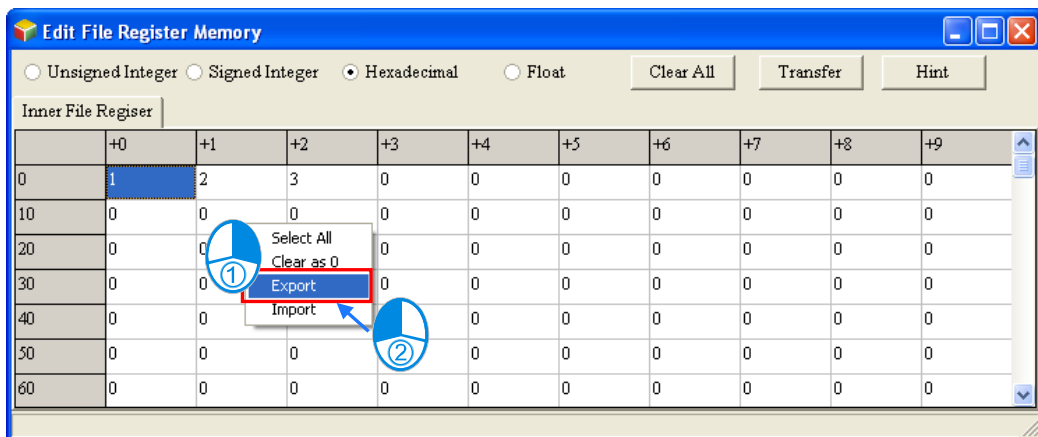 Edit File Register Memory
Unsigned Integer Signed Integer Hexadecimal Float Clear All Transfer Hint
Inner File Regiser
+0 +1 +2 +3 +4 +5 +6 +7 +8 +9
0 1 2 3 0 0 0 0 0 0 0
10 0 0 0 0 0 0 0 0 0 0
Select All
20 0 0 0 0 0 0 0 0 0
Clear as 0
30 0 Export 0 0 0 0 0 0 0
①
Import
40 0 0 0 0 0 0 0 0
50 0 0 0 0 0 0 0 0 0
②
60 0 0 0 0 0 0 0 0 0 0